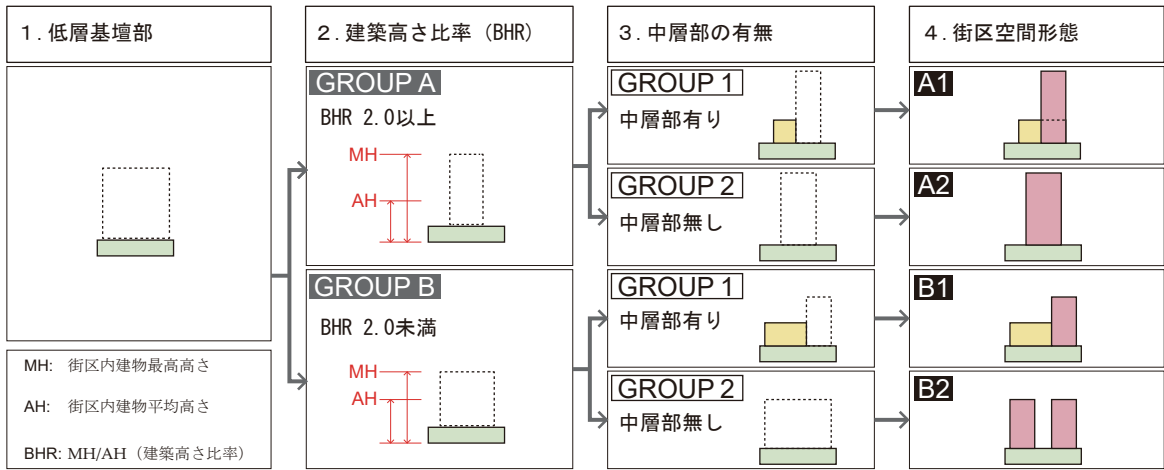 1．低層基壇部
2．建築高さ比率（BHR）
3．中層部の有無
4．街区空間形態
GROUP A
BHR 2.0以上
MH
AH
GROUP B
BHR 2.0未満
MH
AH
GROUP 1
中層部有り
GROUP 2
中層部無し
GROUP 1
中層部有り
GROUP 2
中層部無し
A1
A2
B1
B2
MH: 街区内建物最高高さ
AH: 街区内建物平均高さ
BHR: MH/AH（建築高さ比率）